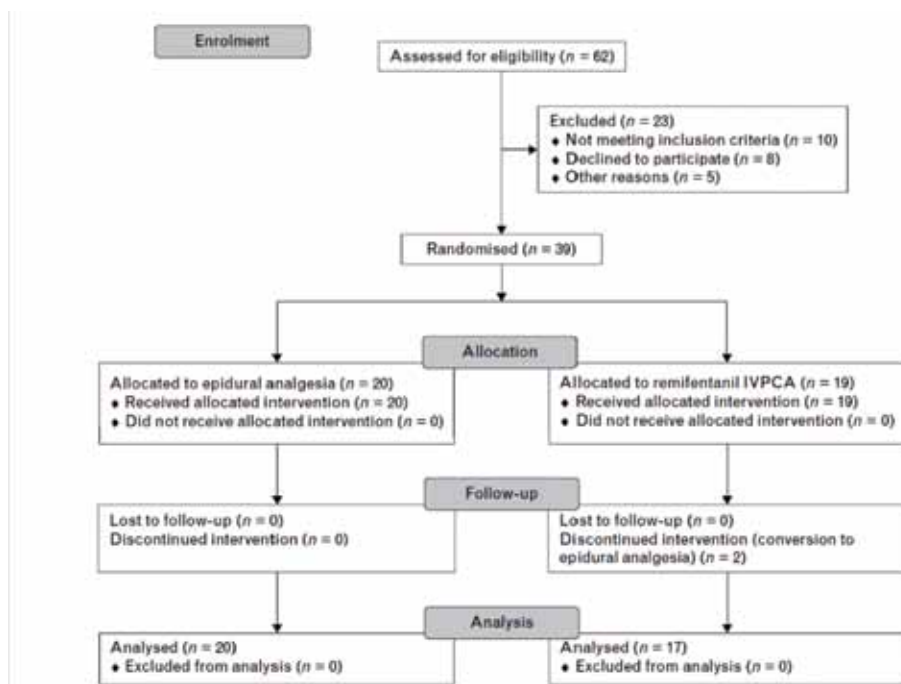 Enrolment
Assessed for eligibility (n = 62)
Excluded (n = 23)
♦ Not meeting inclusion criteria (n = 10)
♦ Declined to participate (n = 8)
♦ Other reasons (n = 5)
Randomised (n = 39)
Allocation
Allocated to epidural analgesia (n = 20)
♦ Received allocated intervention (n = 20)
♦ Did not receive allocated intervention (n = 0)
Allocated to remifentanil IVPCA (n = 19)
♦ Received allocated intervention (n = 19)
♦ Did not receive allocated intervention (n = 0)
Follow-up
Lost to follow-up (n = 0)
Discontinued intervention (n = 0)
Lost to follow-up (n = 0)
Discontinued intervention (conversion to
epidural analgesia) (n = 2)
Analysis
Analysed (n = 20)
♦ Excluded from analysis (n = 0)
Analysed (n = 17)
♦ Excluded from analysis (n = 0)